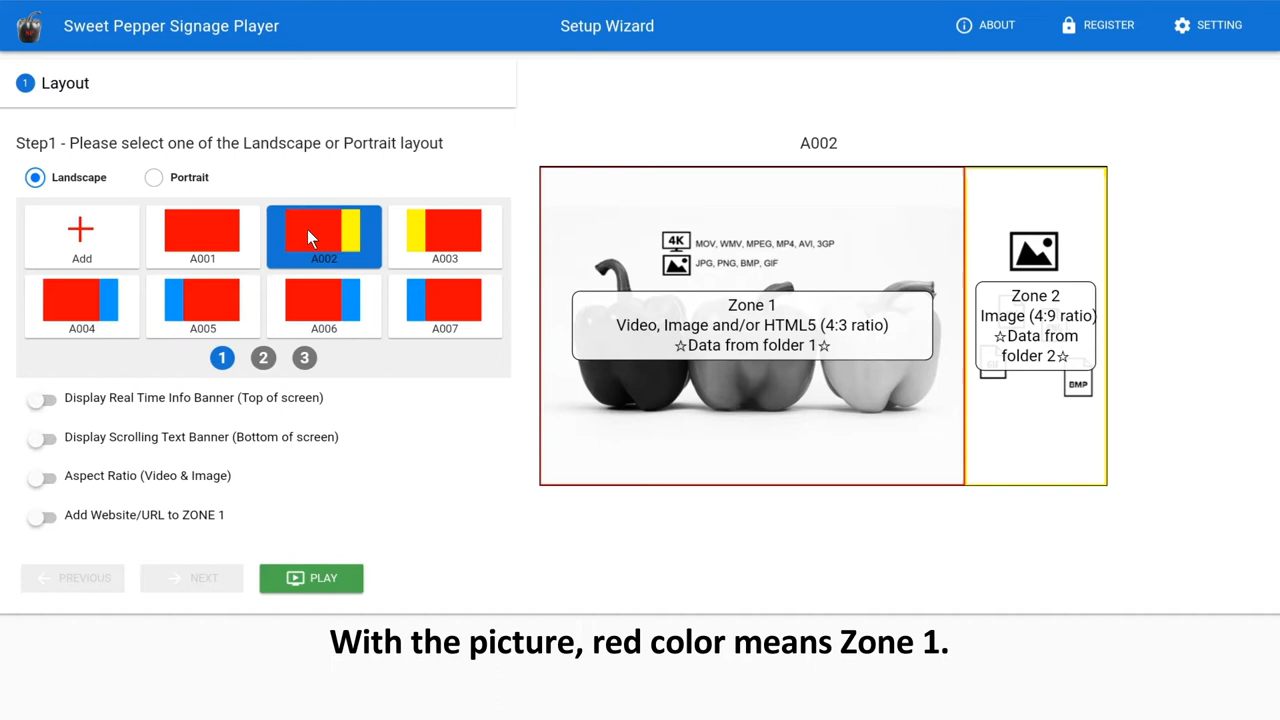 Sweet Pepper Signage Player
Setup Wizard
ABOUT
REGISTER
SETTING
1 Layout
Step1 - Please select one of the Landscape or Portrait layout
Landscape
Portrait
Add
A001
A002
A003
A004
A005
A006
A007
1
2
3
Display Real Time Info Banner (Top of screen)
Display Scrolling Text Banner (Bottom of screen)
Aspect Ratio (Video & Image)
Add Website/URL to ZONE 1
PREVIOUS
NEXT
PLAY
A002
4K MOV, WMV, MPEG, MP4, AVI, 3GP
JPG, PNG, BMP, GIF
Zone 1
Video, Image and/or HTML5 (4:3 ratio)
☆Data from folder 1☆
Zone 2
Image (4:9 ratio)
☆Data from
folder 2☆
BMP
With the picture, red color means Zone 1.